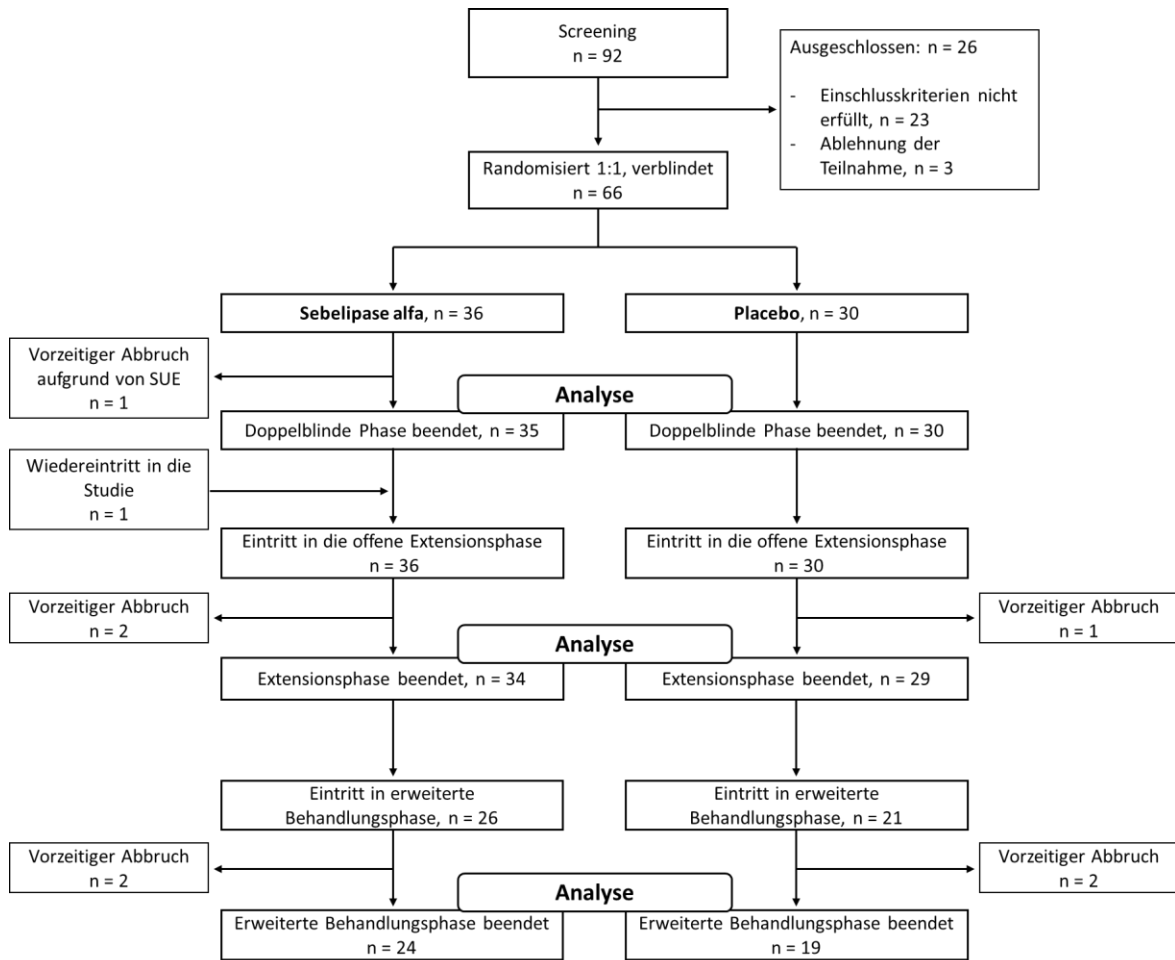 Screening
n = 92
Ausgeschlossen: n = 26
- Einschlusskriterien nicht
erfüllt, n = 23
- Ablehnung der
Teilnahme, n = 3
Randomisiert 1:1, verblindet
n = 66
Sebelipase alfa, n = 36
Placebo, n = 30
Vorzeitiger Abbruch
aufgrund von SUE
n = 1
Analyse
Doppelblinde Phase beendet, n = 35
Doppelblinde Phase beendet, n = 30
Wiedereintritt in die
Studie
n = 1
Eintritt in die offene Extensionsphase
n = 36
Eintritt in die offene Extensionsphase
n = 30
Vorzeitiger Abbruch
n = 2
Vorzeitiger Abbruch
n = 1
Analyse
Extensionsphase beendet, n = 34
Extensionsphase beendet, n = 29
Eintritt in erweiterte
Behandlungsphase, n = 26
Eintritt in erweiterte
Behandlungsphase, n = 21
Vorzeitiger Abbruch
n = 2
Vorzeitiger Abbruch
n = 2
Analyse
Erweiterte Behandlungsphase beendet
n = 24
Erweiterte Behandlungsphase beendet
n = 19